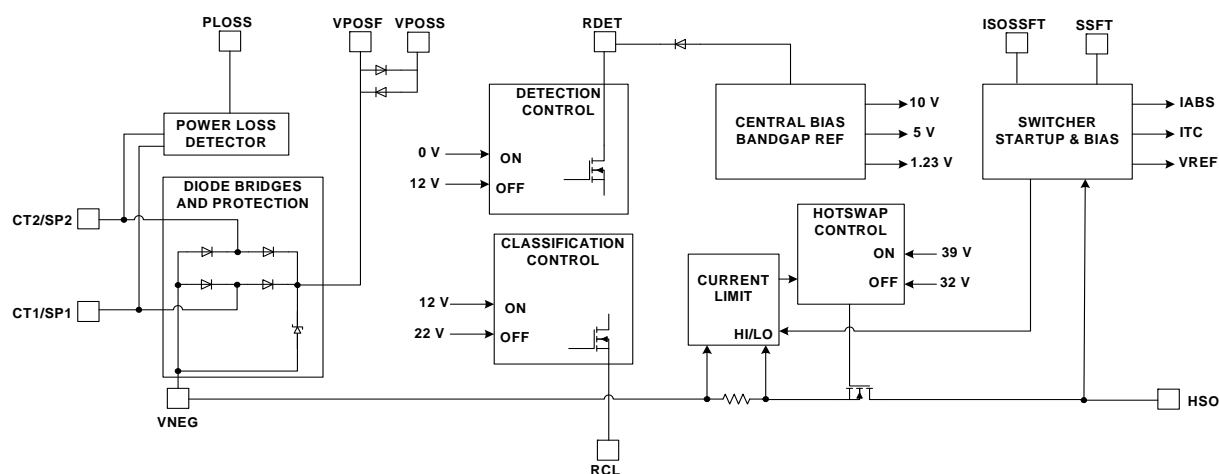 PLOSS
VPOSF
VPOSS
RDET
ISOSSFT
SSFT
POWER LOSS
DETECTOR
DETECTION
CONTROL
0 V
ON
12 V
OFF
CENTRAL BIAS
BANDGAP REF
10 V
5 V
1.23 V
SWITCHER
STARTUP & BIAS
IABS
ITC
VREF
DIODE BRIDGES
AND PROTECTION
CT2/SP2
CT1/SP1
VNEG
CLASSIFICATION
CONTROL
12 V
ON
22 V
OFF
RCL
CURRENT
LIMIT
HI/LO
HOTSWAP
CONTROL
ON
39 V
OFF
32 V
HSO